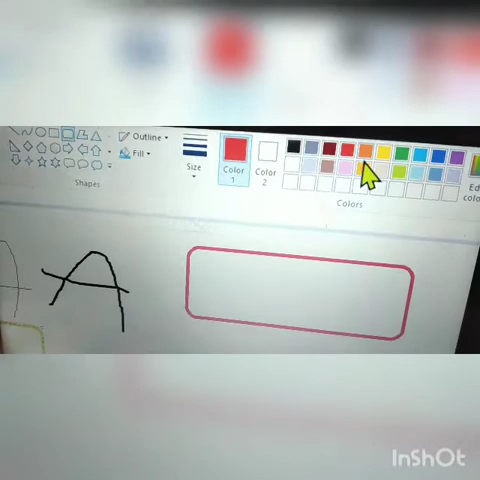 Outline
Fill
Shapes
Size
Color 1
Color 2
Colors
A
InShOt